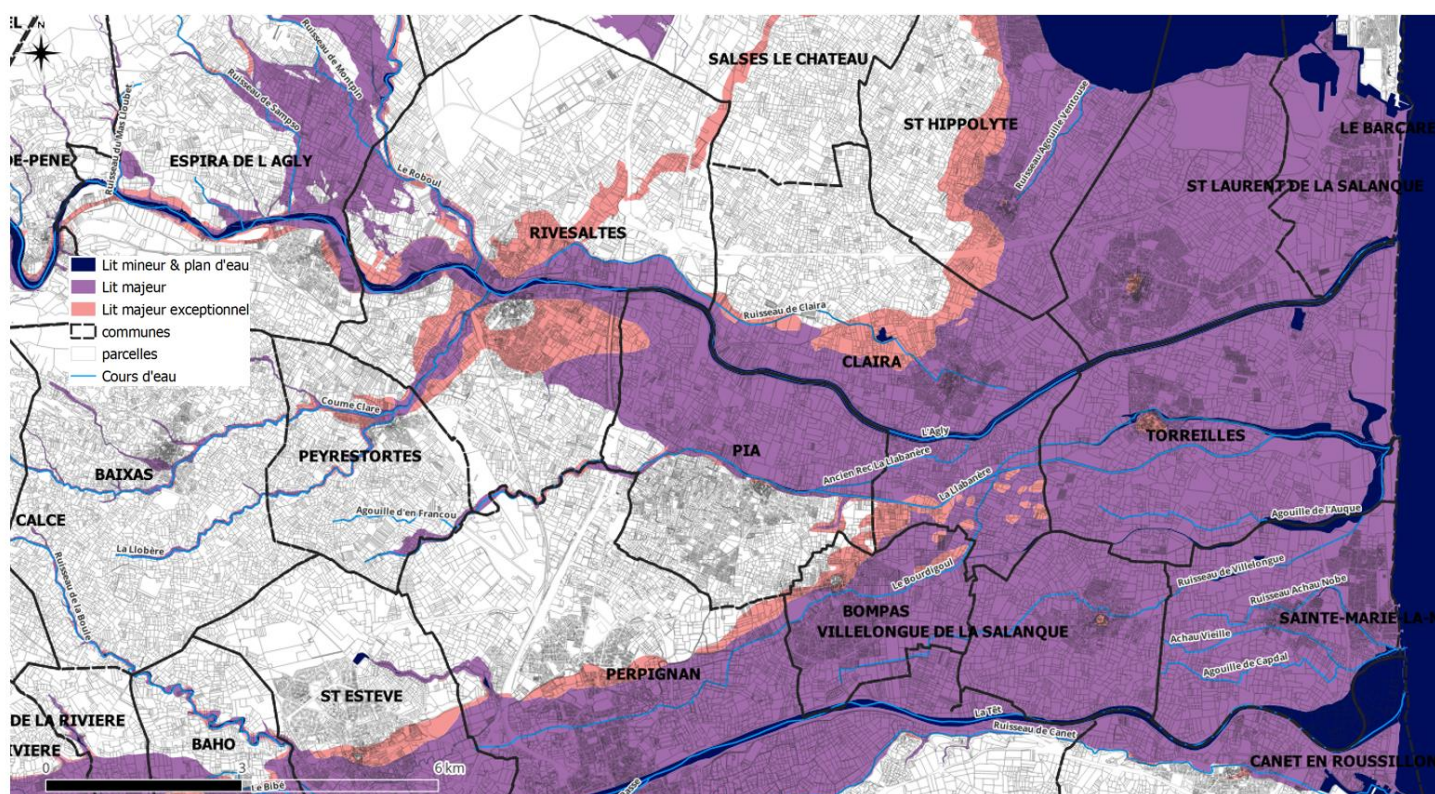 EL
N
SALSES LE CHATEAU
Ruisseau de Montpin
Ruisseau de Sampso
Ruisseau du Mas Lloubet
ST HIPPOLYTE
Ruisseau Agouille Ventouse
LE BARCARE
DE-PENE
ESPIRA DE L AGLY
Le Roboul
ST LAURENT DE LA SALANQUE
RIVESALTES
Lit mineur & plan d'eau
Lit majeur
Lit majeur exceptionnel
communes
parcelles
Cours d'eau
Ruisseau de Claira
CLAIRA
Coume Clare
L'Agly
TORREILLES
PIA
PEYRESTORTES
BAIXAS
Ancien Rec La Llabanère
La Llabanère
Agouille d'en Francou
Agouille de l'Auque
CALCE
La Llobère
Ruisseau de la Boule
Le Bourdigoul
Ruisseau de Villelongue
Ruisseau Achau Nobe
BOMPAS
VILLELONGUE DE LA SALANQUE
SAINTE-MARIE-LA-
Achau Vieille
Agouille de Capdal
PERPIGNAN
ST ESTEVE
DE LA RIVIERE
La Têt
Ruisseau de Canet
BAHO
IVIERE
CANET EN ROUSSILLON
0 3 6 km
Le Bibé
Basse